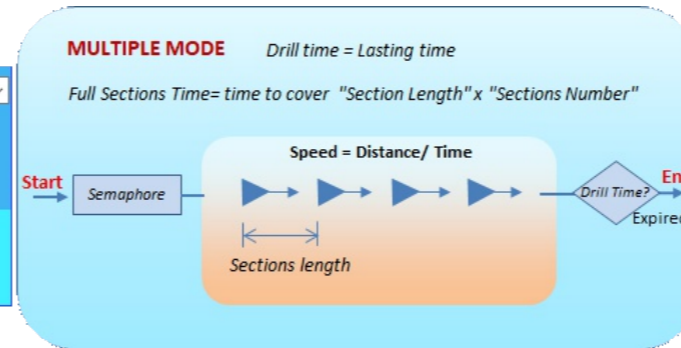 MULTIPLE MODE Drill time = Lasting time
Full Sections Time= time to cover "Section Length" x "Sections Number"
Speed = Distance/ Time
Start
Semaphore
Drill Time?
Expired
Sections length